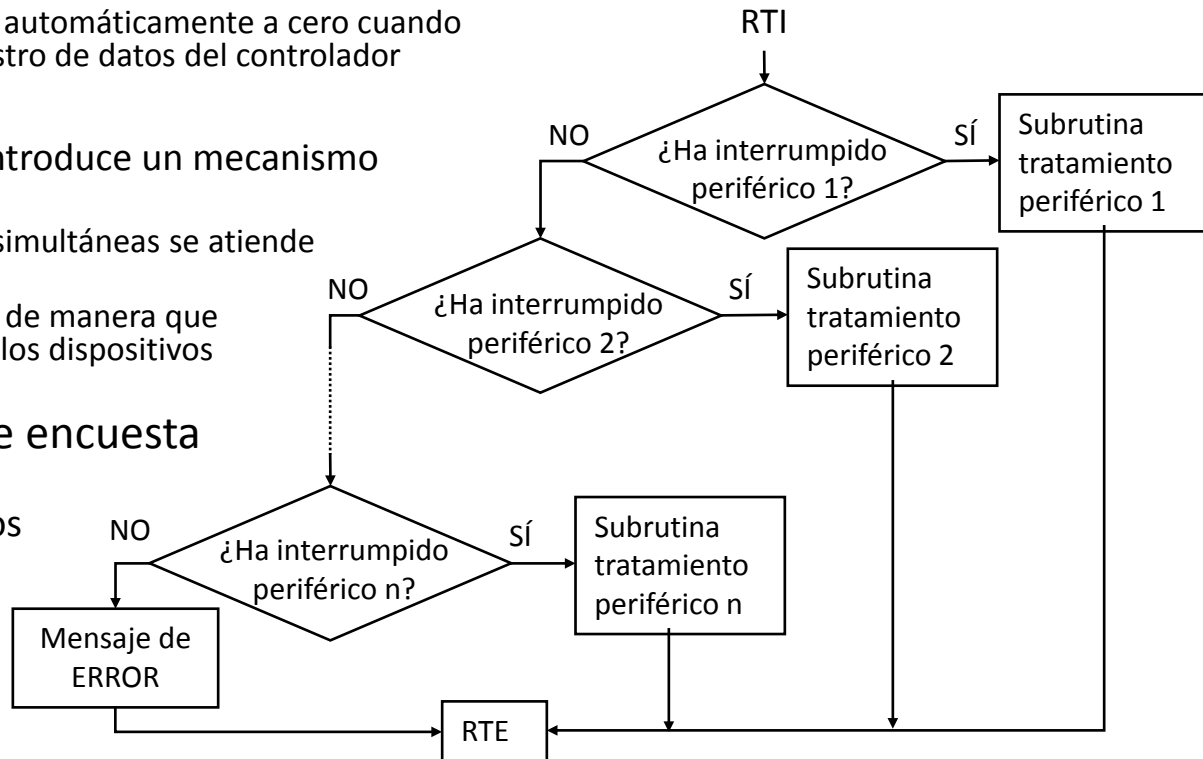 automáticamente a cero cuando
stro de datos del controlador
ntroduce un mecanismo
simultáneas se atiende
de manera que
los dispositivos
e encuesta
os
RTI
NO
¿Ha interrumpido
periférico 1?
SÍ
Subrutina
tratamiento
periférico 1
NO
¿Ha interrumpido
periférico 2?
SÍ
Subrutina
tratamiento
periférico 2
NO
¿Ha interrumpido
periférico n?
SÍ
Subrutina
tratamiento
periférico n
Mensaje de
ERROR
RTE